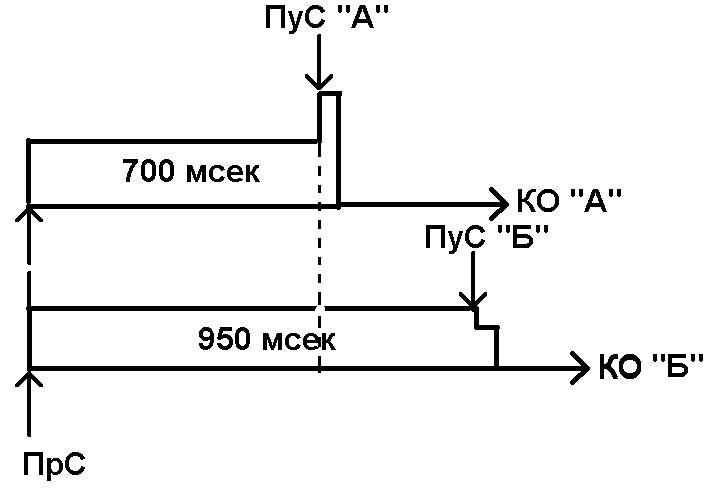 ПуС "А"
700 мсек
КО "А"
ПуС "Б"
950 мсек
КО "Б"
ПрС